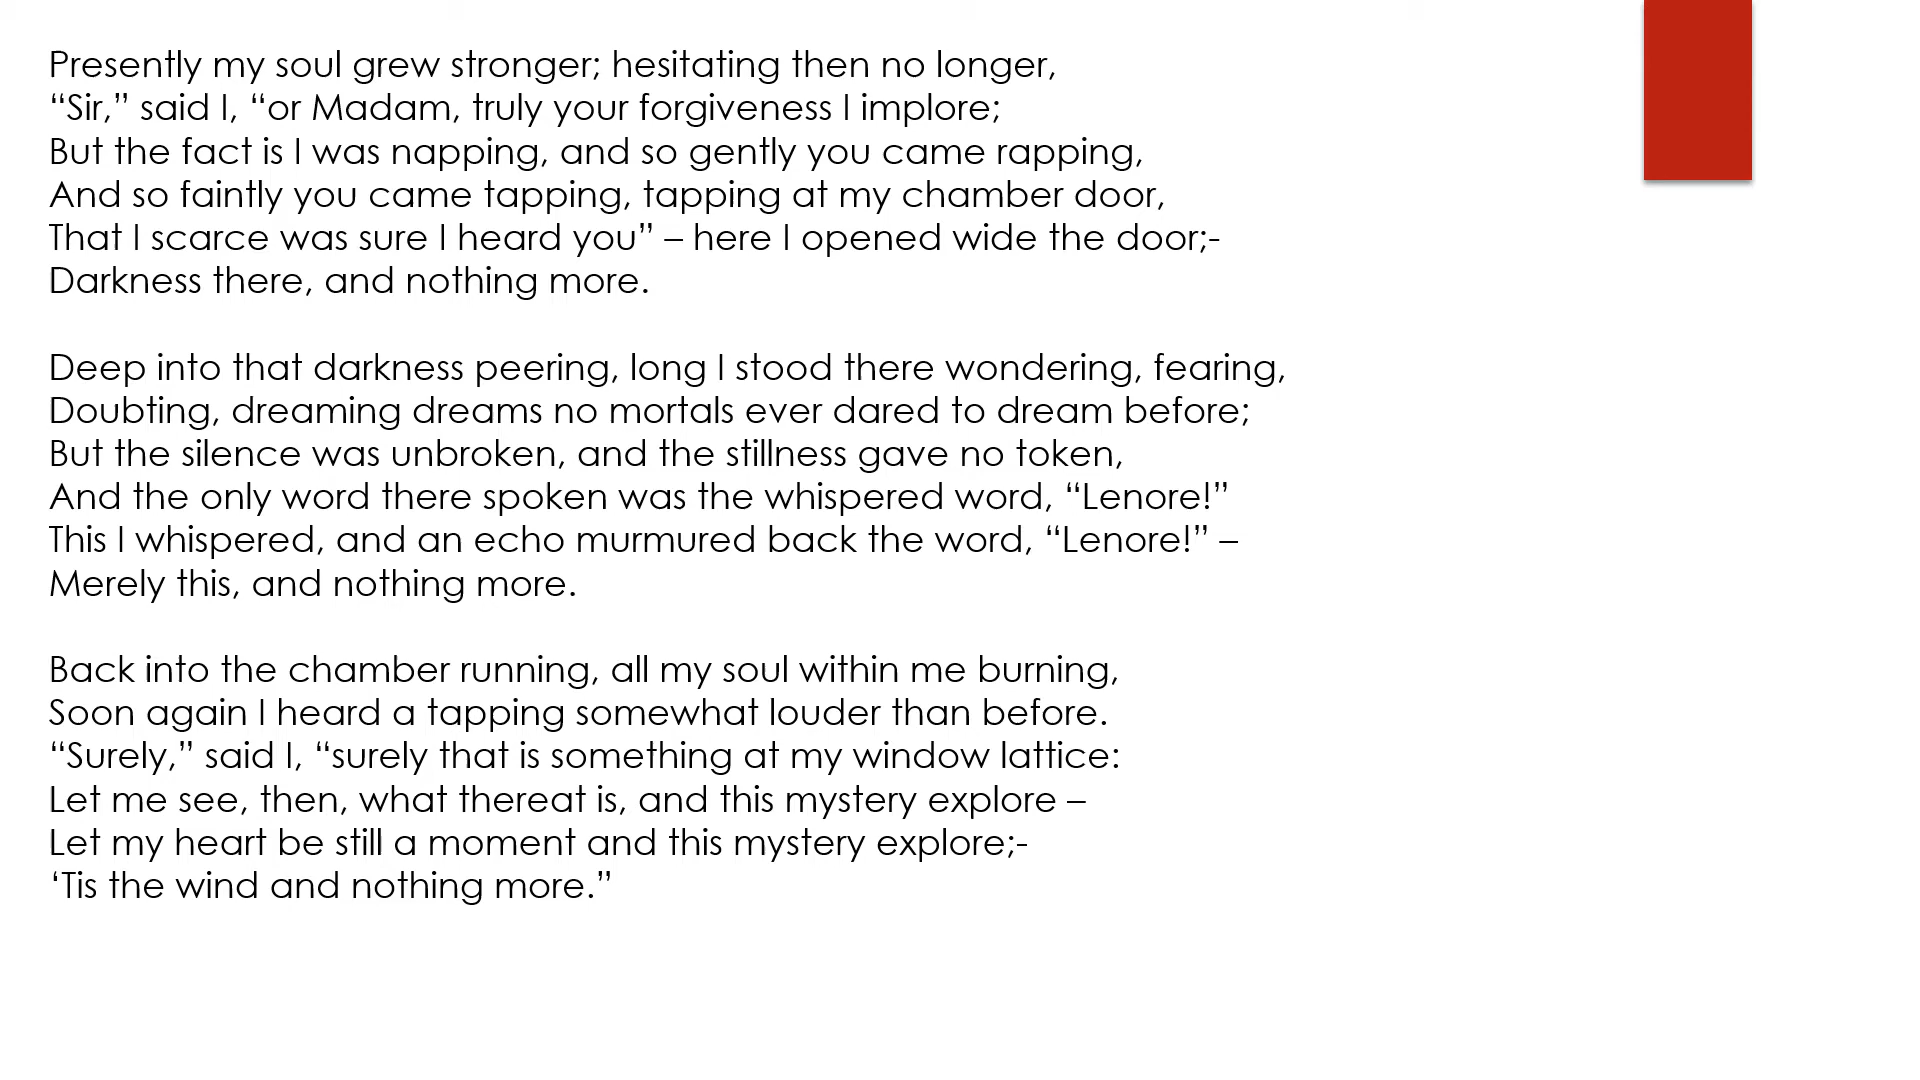 Presently my soul grew stronger; hesitating then no longer,
“Sir,” said I, “or Madam, truly your forgiveness I implore;
But the fact is I was napping, and so gently you came rapping,
And so faintly you came tapping, tapping at my chamber door,
That I scarce was sure I heard you” – here I opened wide the door;-
Darkness there, and nothing more.

Deep into that darkness peering, long I stood there wondering, fearing,
Doubting, dreaming dreams no mortals ever dared to dream before;
But the silence was unbroken, and the stillness gave no token,
And the only word there spoken was the whispered word, “Lenore!”
This I whispered, and an echo murmured back the word, “Lenore!” –
Merely this, and nothing more.

Back into the chamber running, all my soul within me burning,
Soon again I heard a tapping somewhat louder than before.
“Surely,” said I, “surely that is something at my window lattice:
Let me see, then, what thereat is, and this mystery explore –
Let my heart be still a moment and this mystery explore;-
‘Tis the wind and nothing more.”